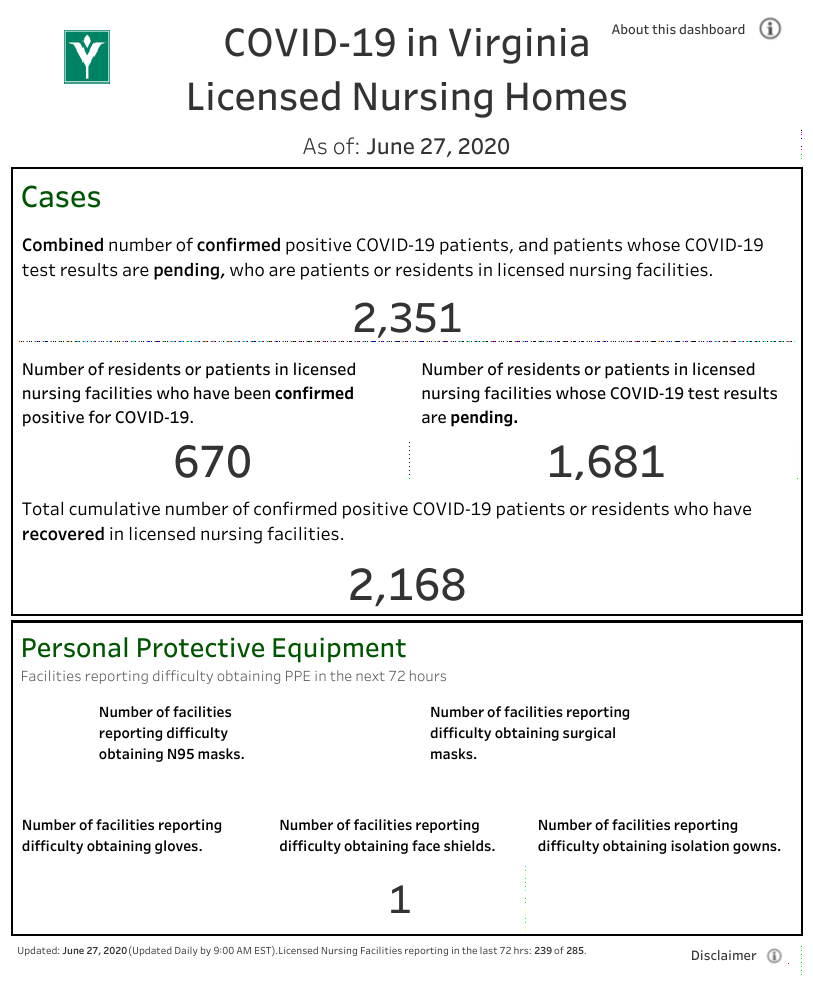 COVID-19 in Virginia
Licensed Nursing Homes
About this dashboard
As of: June 27, 2020
Cases
Combined number of confirmed positive COVID-19 patients, and patients whose COVID-19
test results are pending, who are patients or residents in licensed nursing facilities.
2,351
Number of residents or patients in licensed
nursing facilities who have been confirmed
positive for COVID-19.
670
Number of residents or patients in licensed
nursing facilities whose COVID-19 test results
are pending.
1,681
Total cumulative number of confirmed positive COVID-19 patients or residents who have
recovered in licensed nursing facilities.
2,168
Personal Protective Equipment
Facilities reporting difficulty obtaining PPE in the next 72 hours
Number of facilities
reporting difficulty
obtaining N95 masks.
Number of facilities reporting
difficulty obtaining surgical
masks.
Number of facilities reporting
difficulty obtaining gloves.
Number of facilities reporting
difficulty obtaining face shields.
1
Number of facilities reporting
difficulty obtaining isolation gowns.
Updated: June 27, 2020(Updated Daily by 9:00 AM EST).Licensed Nursing Facilities reporting in the last 72 hrs: 239 of 285.
Disclaimer